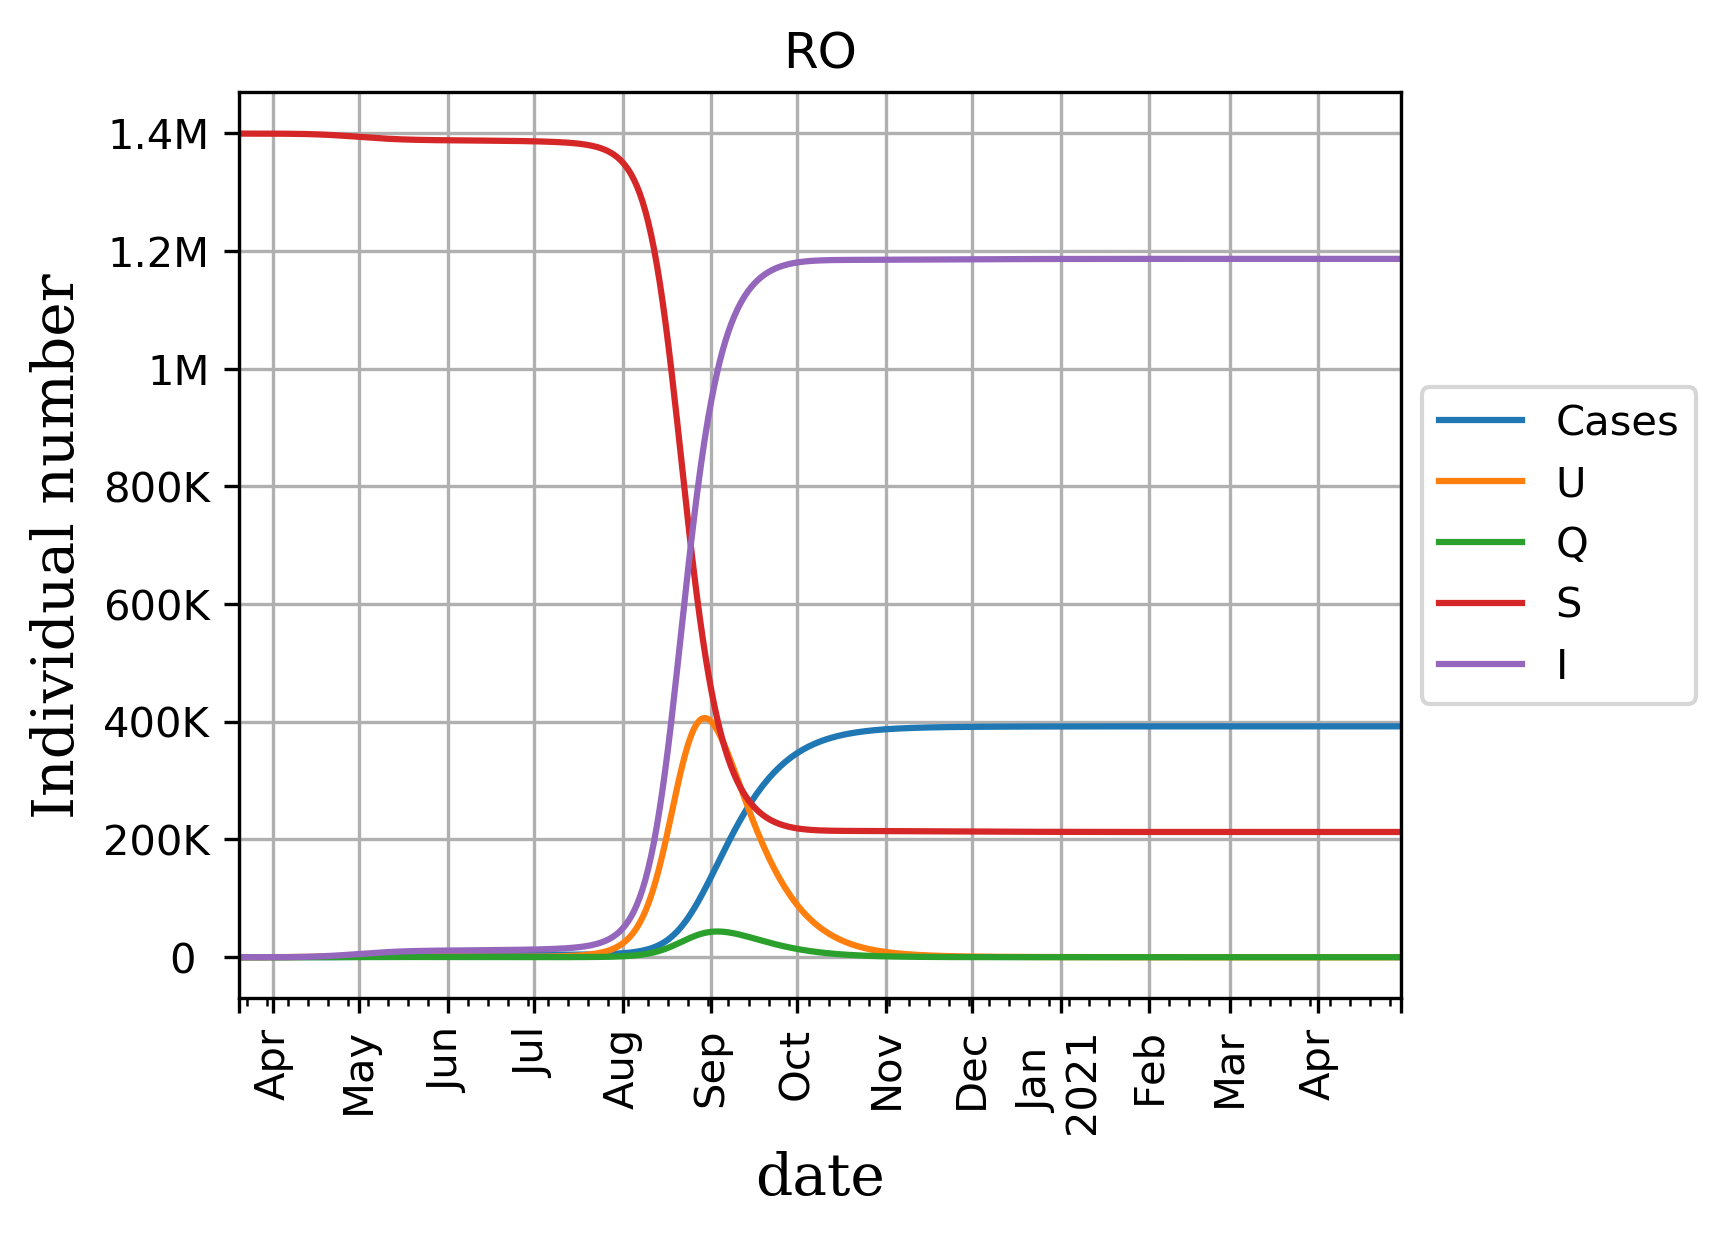 RO
Individual number
1.4M
1.2M
1M
800K
600K
400K
200K
0
Apr
May
Jun
Jul
Aug
Sep
Oct
Nov
Dec
Jan
2021
Feb
Mar
Apr
date
Cases
U
Q
S
I